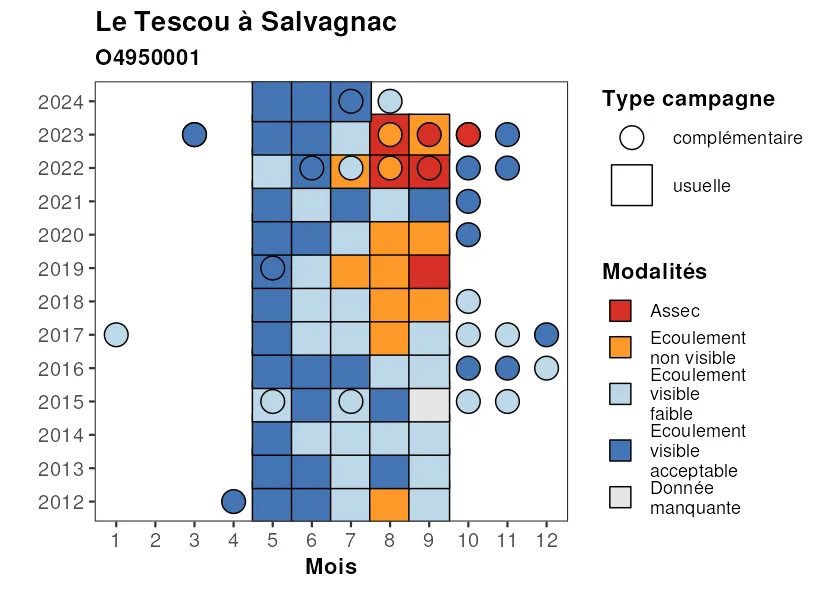 Le Tescou à Salvagnac
O4950001
2024
2023
2022
2021
2020
2019
2018
2017
2016
2015
2014
2013
2012
1 2 3 4 5 6 7 8 9 10 11 12
Mois
Type campagne
complémentaire
usuelle
Modalités
Assec
Ecoulement
non visible
Ecoulement
visible
faible
Ecoulement
visible
acceptable
Donnée
manquante